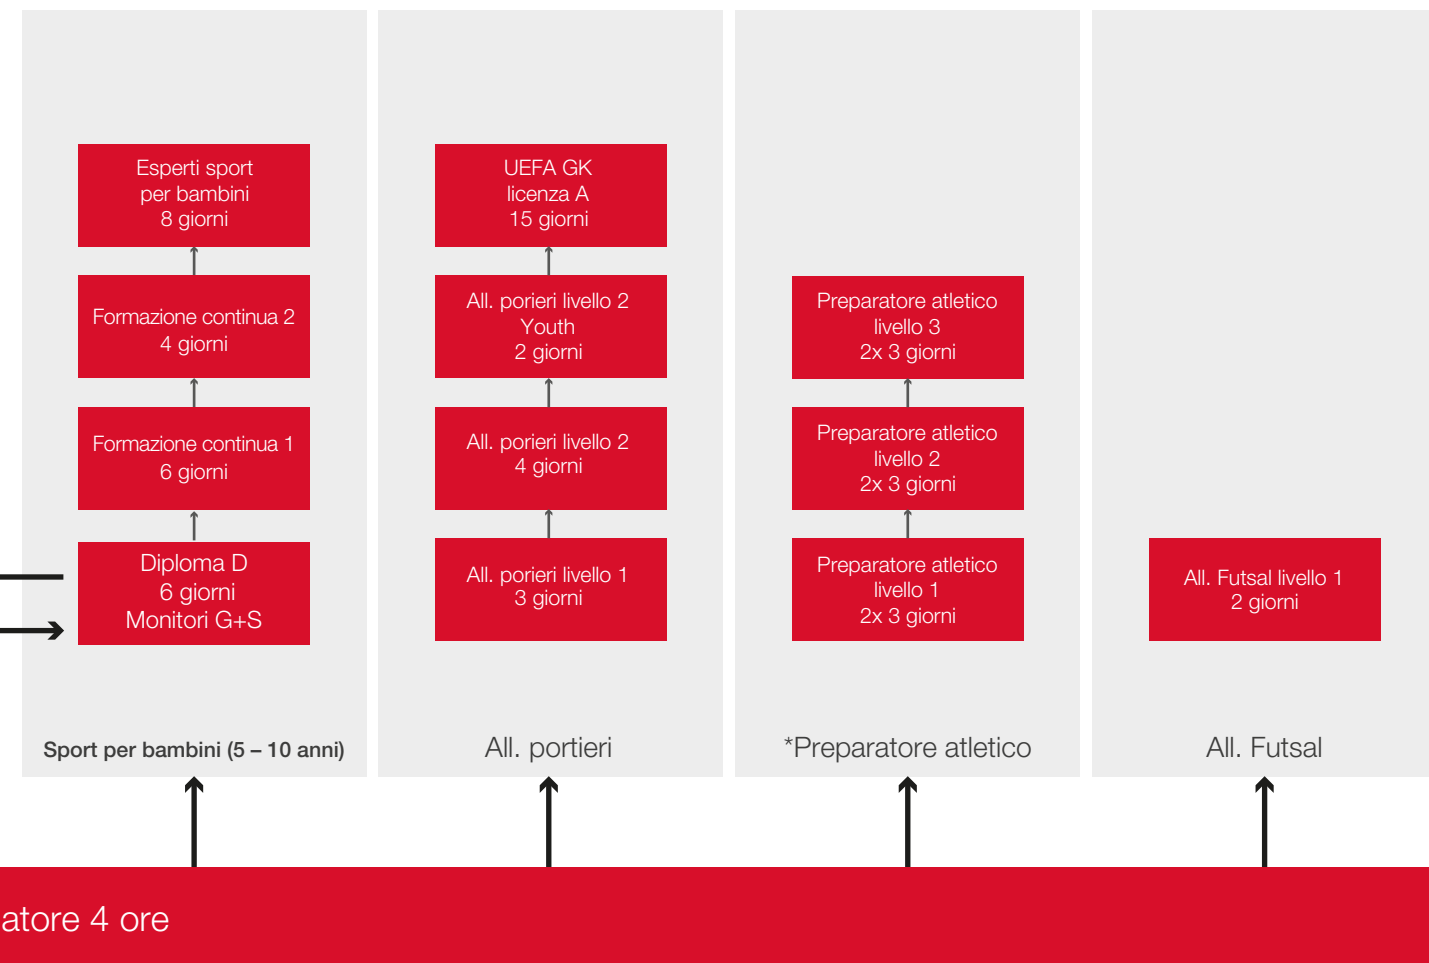 Esperti sport
per bambini
8 giorni
Formazione continua 2
4 giorni
Formazione continua 1
6 giorni
Diploma D
6 giorni
Monitori G+S
Sport per bambini (5 – 10 anni)
UEFA GK
licenza A
15 giorni
All. porieri livello 2
Youth
2 giorni
All. porieri livello 2
4 giorni
All. porieri livello 1
3 giorni
All. portieri
Preparatore atletico
livello 3
2x 3 giorni
Preparatore atletico
livello 2
2x 3 giorni
Preparatore atletico
livello 1
2x 3 giorni
*Preparatore atletico
All. Futsal livello 1
2 giorni
All. Futsal
atore 4 ore